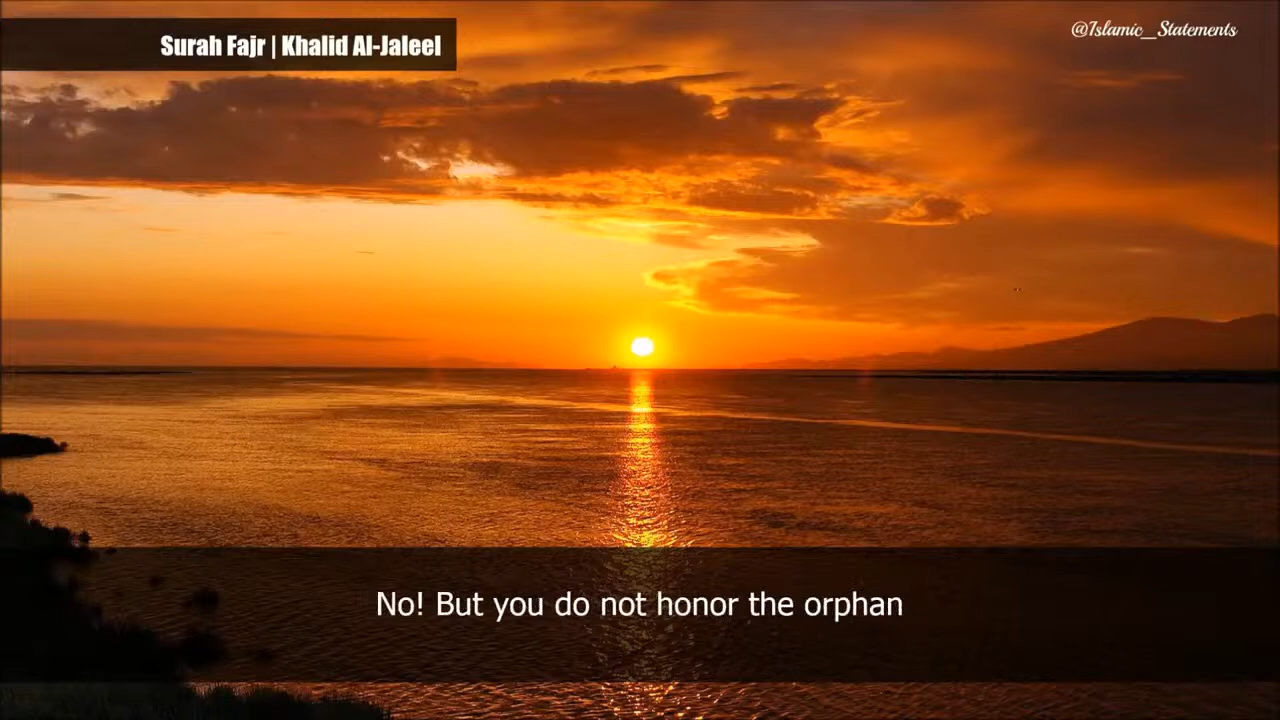 Surah Fajr | Khalid Al-Jaleel
@Islamic_Statements
No! But you do not honor the orphan